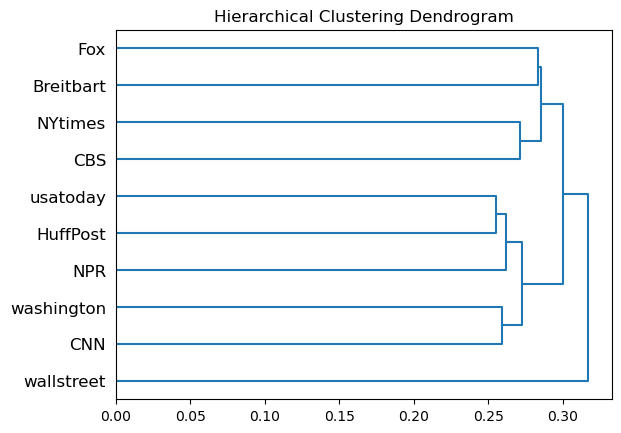 Hierarchical Clustering Dendrogram
Fox
Breitbart
NYtimes
CBS
usatoday
HuffPost
NPR
washington
CNN
wallstreet
0.00 0.05 0.10 0.15 0.20 0.25 0.30